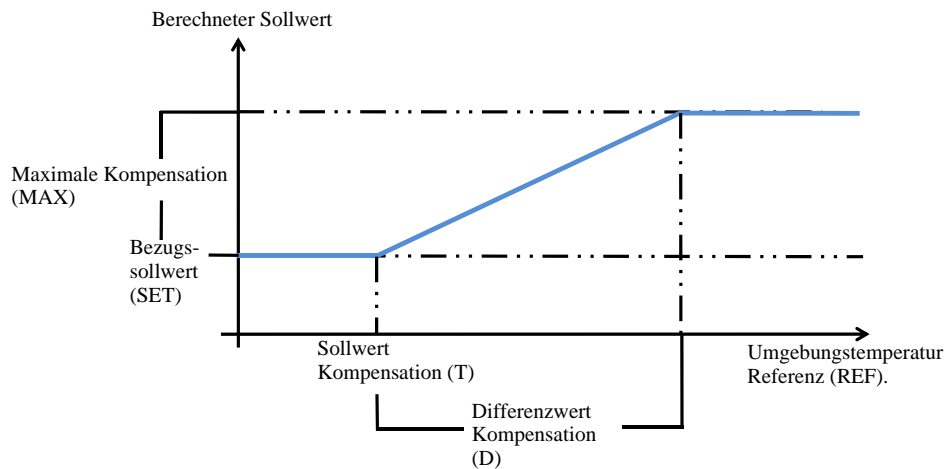 Berechneter Sollwert
Maximale Kompensation
(MAX)
Bezugs-
sollwert
(SET)
Sollwert
Kompensation (T)
Umgebungstemperatur
Referenz (REF).
Differenzwert
Kompensation
(D)